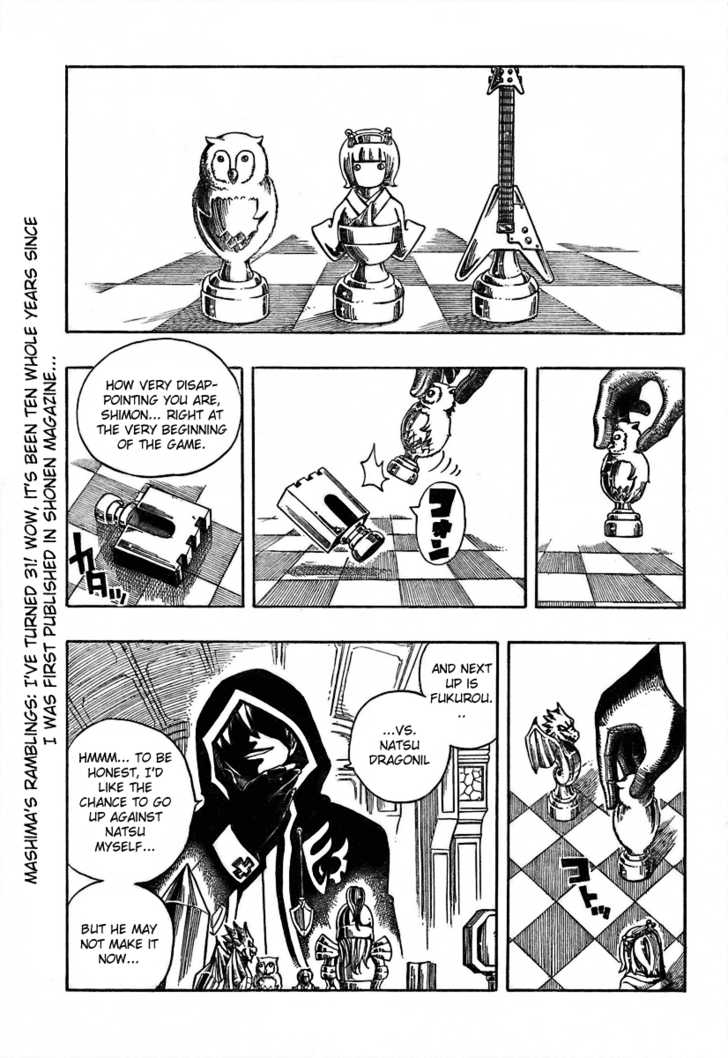 MASHIMA'S RAMBLINGS: I'VE TURNED 31! WOW, IT'S BEEN TEN WHOLE YEARS SINCE
I WAS FIRST PUBLISHED IN SHONEN MAGAZINE...
コォン
HOW VERY DISAP-
POINTING YOU ARE,
SHIMON... RIGHT AT
THE VERY BEGINNING
OF THE GAME.
カタッ
コトッ
AND NEXT
UP IS
FUKUROU.
. .
...VS.
NATSU
DRAGONIL
HMMM... TO BE
HONEST, I'D
LIKE THE
CHANCE TO GO
UP AGAINST
NATSU
MYSELF...
BUT HE MAY
NOT MAKE IT
NOW...